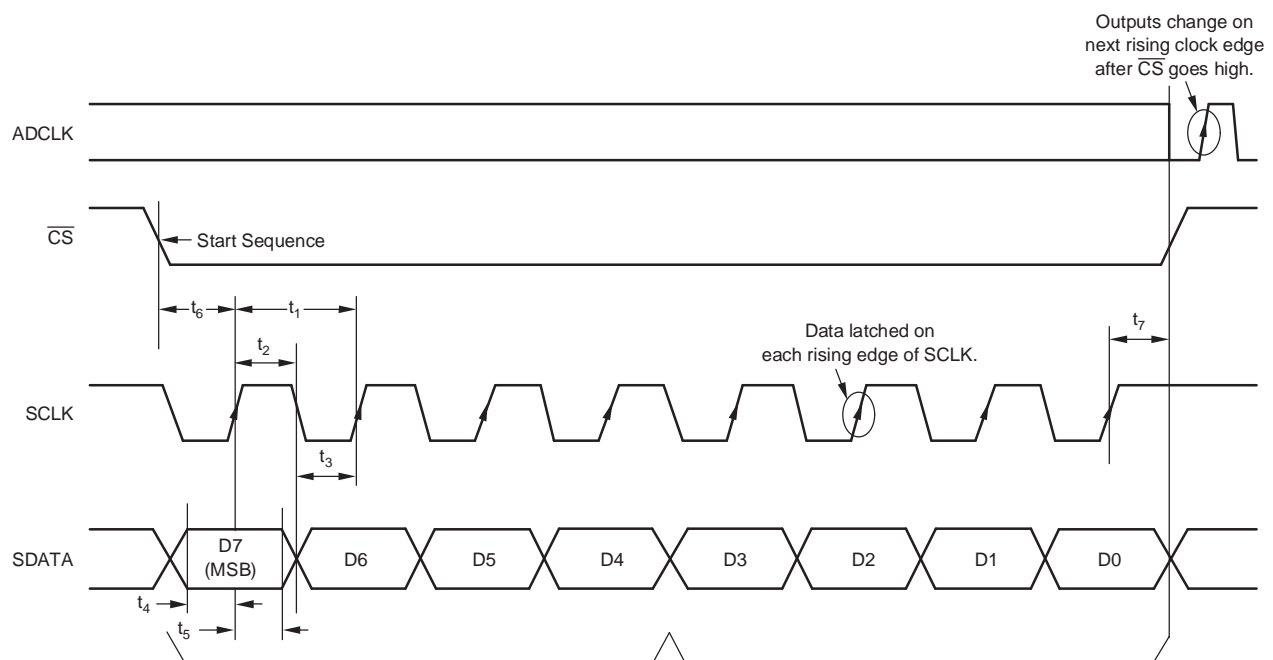 Outputs change on
next rising clock edge
after C̅S̅ goes high.
ADCLK
C̅S̅
Start Sequence
t6
t1
t2
Data latched on
each rising edge of SCLK.
t7
SCLK
t3
SDATA
D7
(MSB)
D6
D5
D4
D3
D2
D1
D0
t4
t5